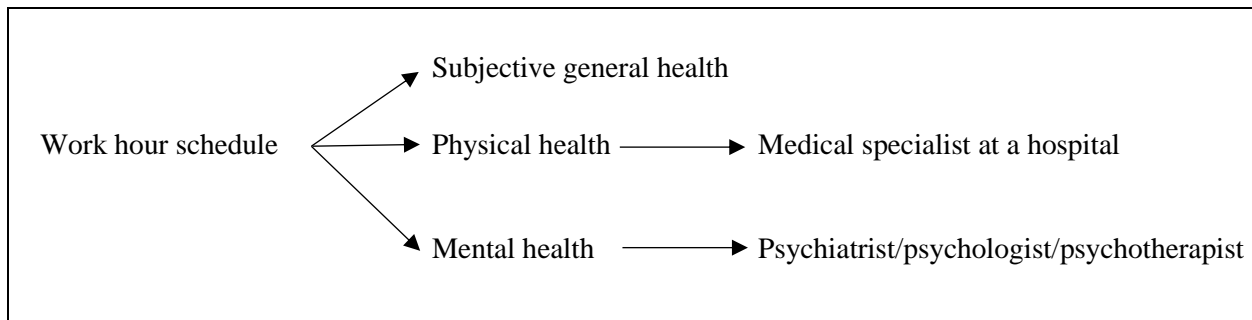 Subjective general health
Work hour schedule Physical health Medical specialist at a hospital
Mental health Psychiatrist/psychologist/psychotherapist